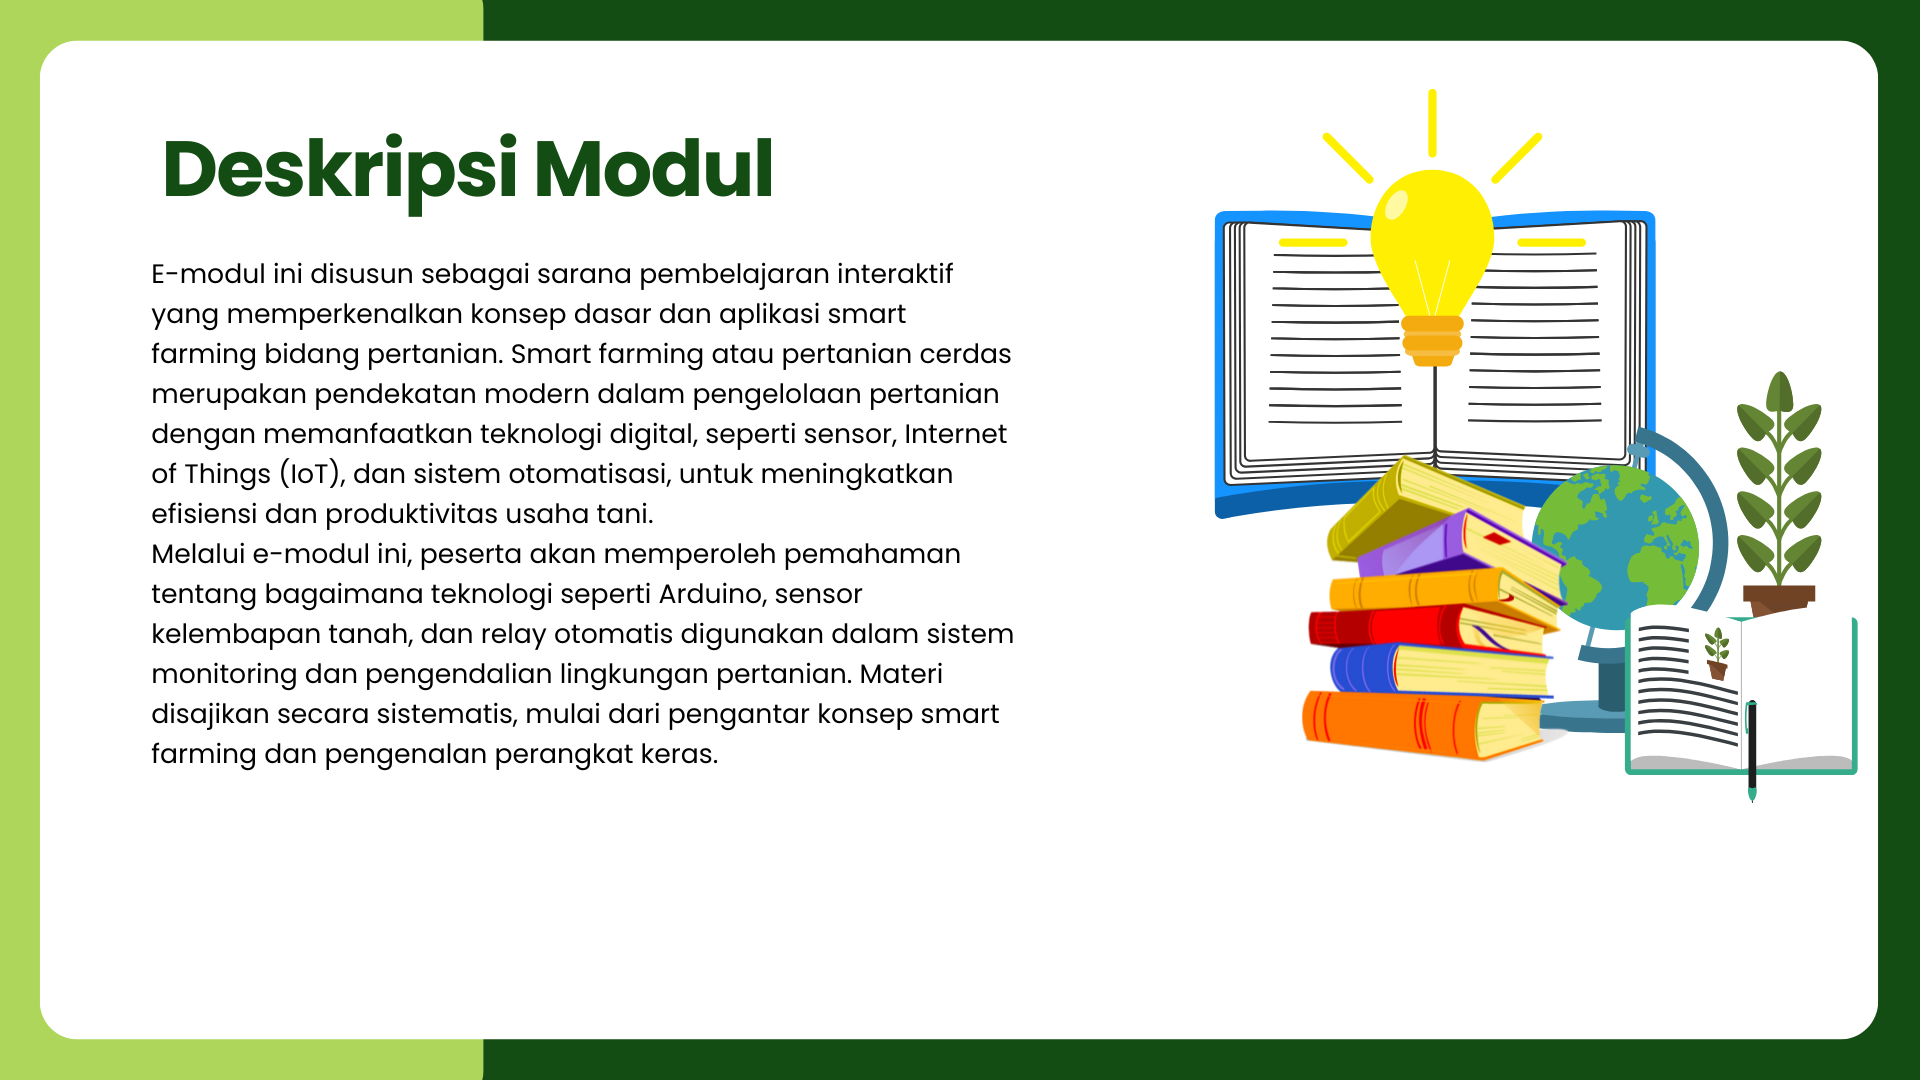 Deskripsi Modul
E-modul ini disusun sebagai sarana pembelajaran interaktif
yang memperkenalkan konsep dasar dan aplikasi smart
farming bidang pertanian. Smart farming atau pertanian cerdas
merupakan pendekatan modern dalam pengelolaan pertanian
dengan memanfaatkan teknologi digital, seperti sensor, Internet
of Things (IoT), dan sistem otomatisasi, untuk meningkatkan
efisiensi dan produktivitas usaha tani.
Melalui e-modul ini, peserta akan memperoleh pemahaman
tentang bagaimana teknologi seperti Arduino, sensor
kelembapan tanah, dan relay otomatis digunakan dalam sistem
monitoring dan pengendalian lingkungan pertanian. Materi
disajikan secara sistematis, mulai dari pengantar konsep smart
farming dan pengenalan perangkat keras.